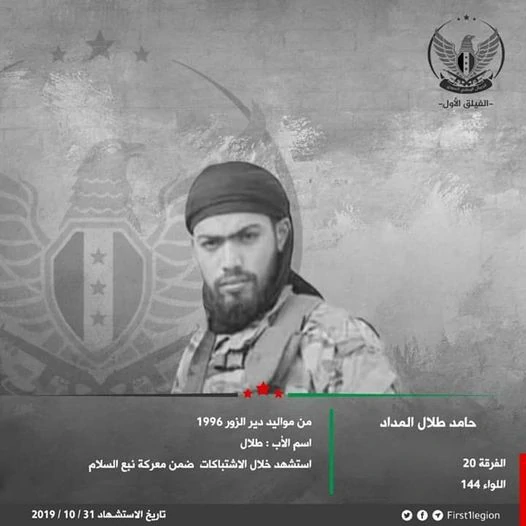 -الفيلق الأول-
حامد طلال المداد
الفرقة 20
اللواء 144
من مواليد دير الزور 1996
اسم الأب : طلال
استشهد خلال الاشتباكات ضمن معركة نبع السلام
First1legion
تاريخ الاستشهاد 31 / 10 / 2019